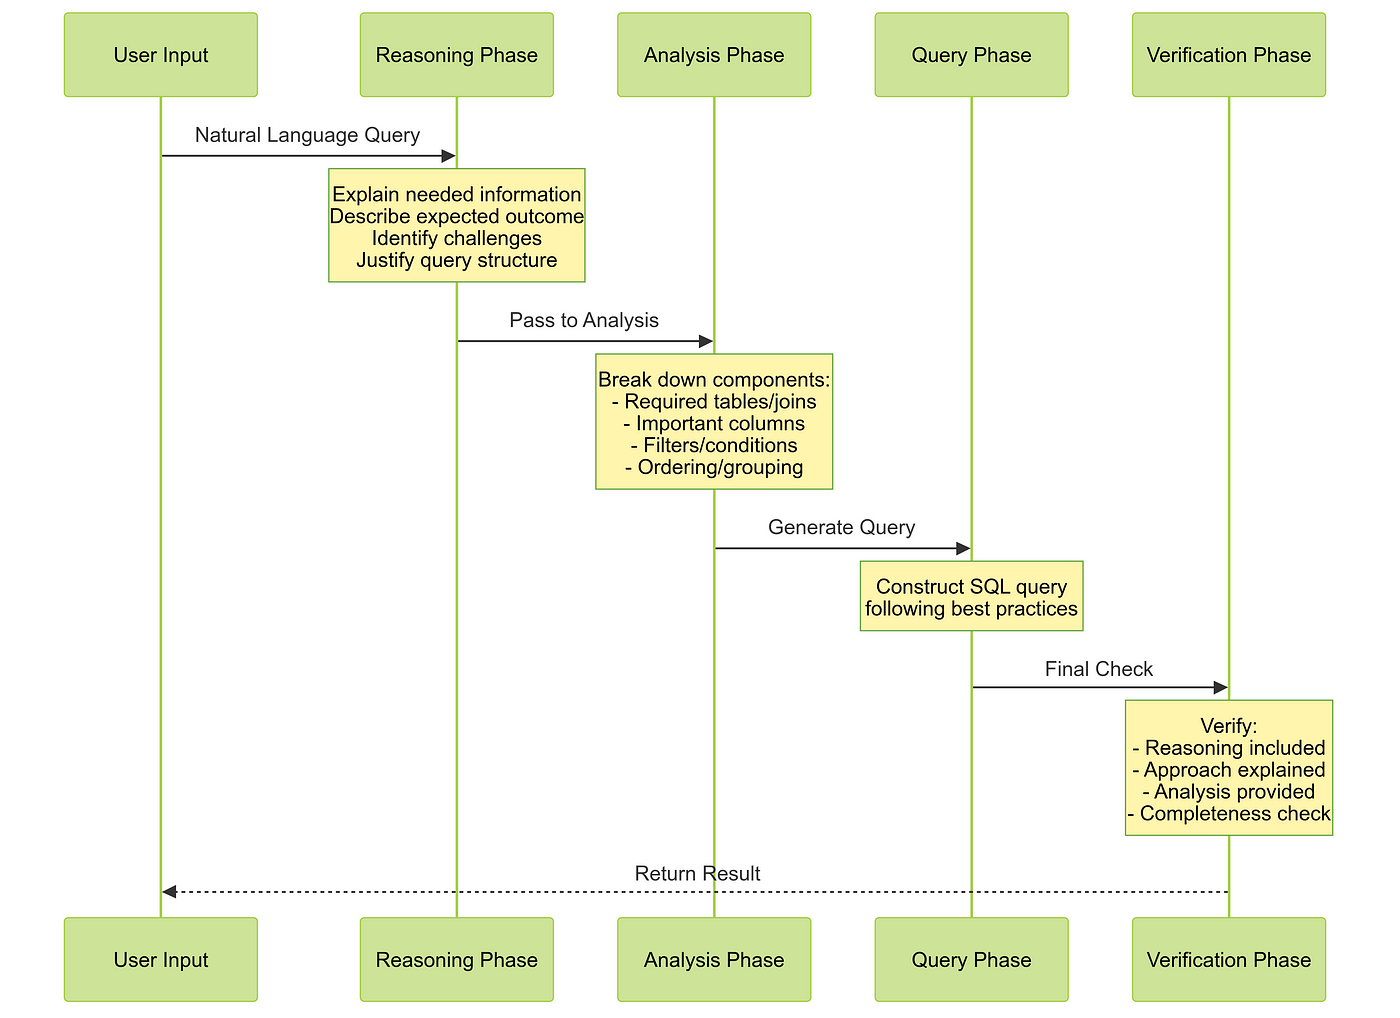 User Input
Reasoning Phase
Analysis Phase
Query Phase
Verification Phase
Natural Language Query
Explain needed information
Describe expected outcome
Identify challenges
Justify query structure
Pass to Analysis
Break down components:
- Required tables/joins
- Important columns
- Filters/conditions
- Ordering/grouping
Generate Query
Construct SQL query
following best practices
Final Check
Verify:
- Reasoning included
- Approach explained
- Analysis provided
- Completeness check
Return Result
User Input
Reasoning Phase
Analysis Phase
Query Phase
Verification Phase